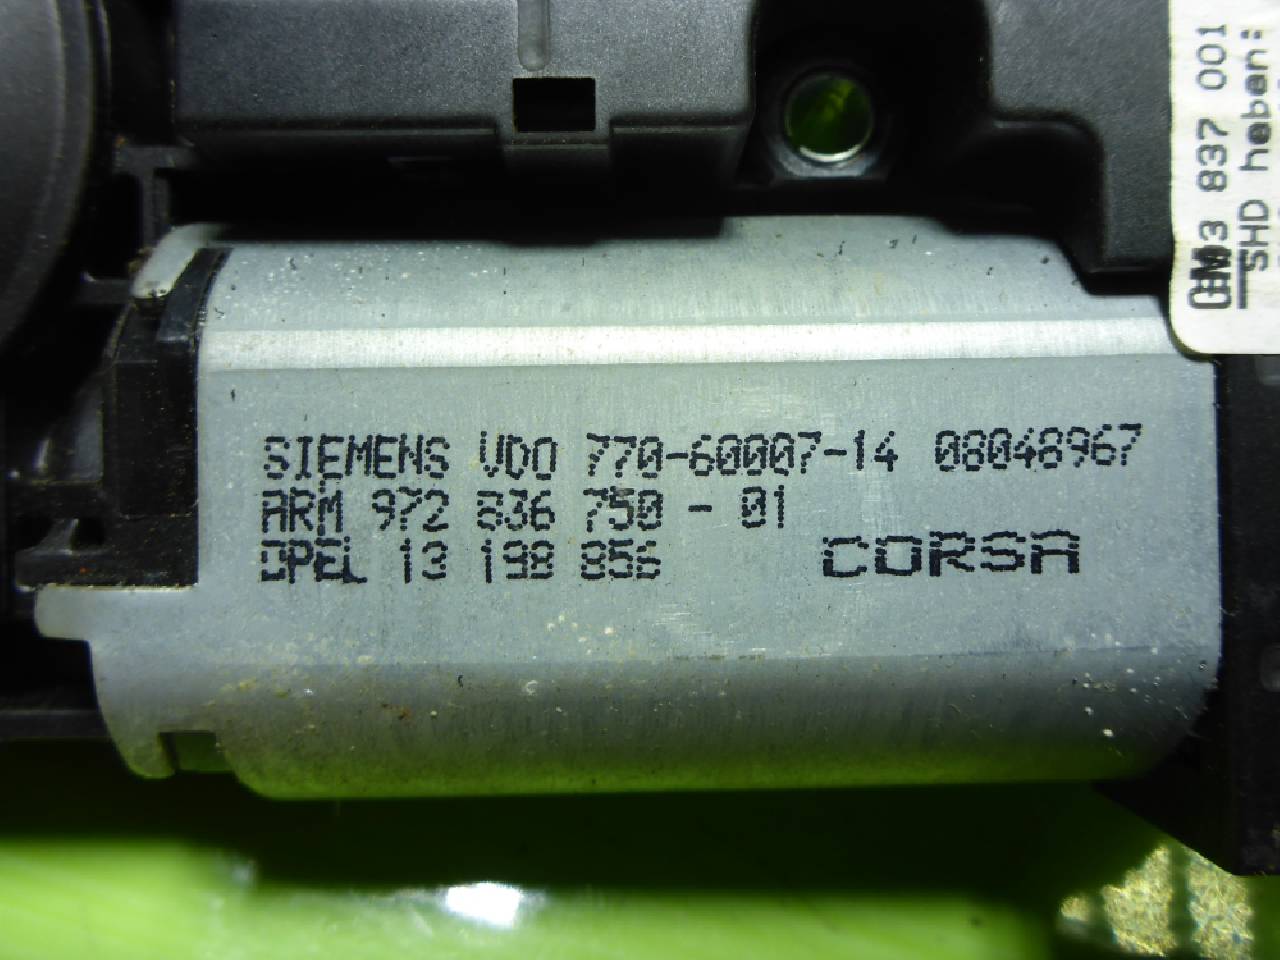 SIEMENS VDO 770-60007-14 08048967
ARM 972 836 750 - 01
OPEL 13 198 856 CORSA
GM 3 837 001
SHD heben: